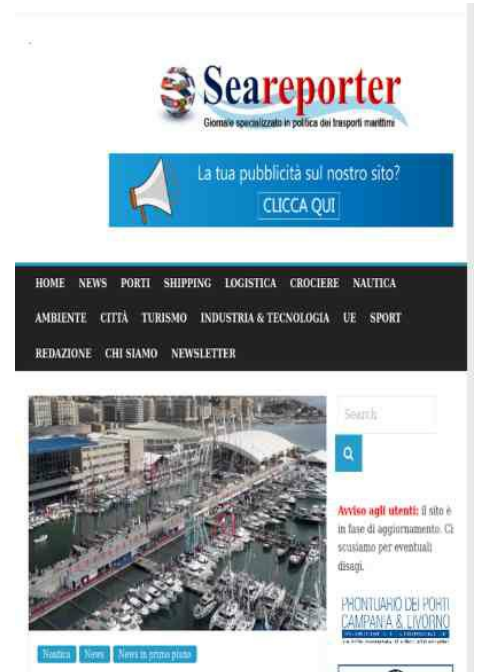 Seareporter
Giornale specializzato in politica dei trasporti marittimi
La tua pubblicità sul nostro sito?
CLICCA QUI
HOME NEWS PORTI SHIPPING LOGISTICA CROCIERE NAUTICA
AMBIENTE CITTÀ TURISMO INDUSTRIA & TECNOLOGIA UE SPORT
REDAZIONE CHI SIAMO NEWSLETTER
Search
Avviso agli utenti: il sito è
in fase di aggiornamento. Ci
scusiamo per eventuali
disagi.
PRONTUARIO DEI PORTI
CAMPANIA & LIVORNO
Nautica News News in primo piano